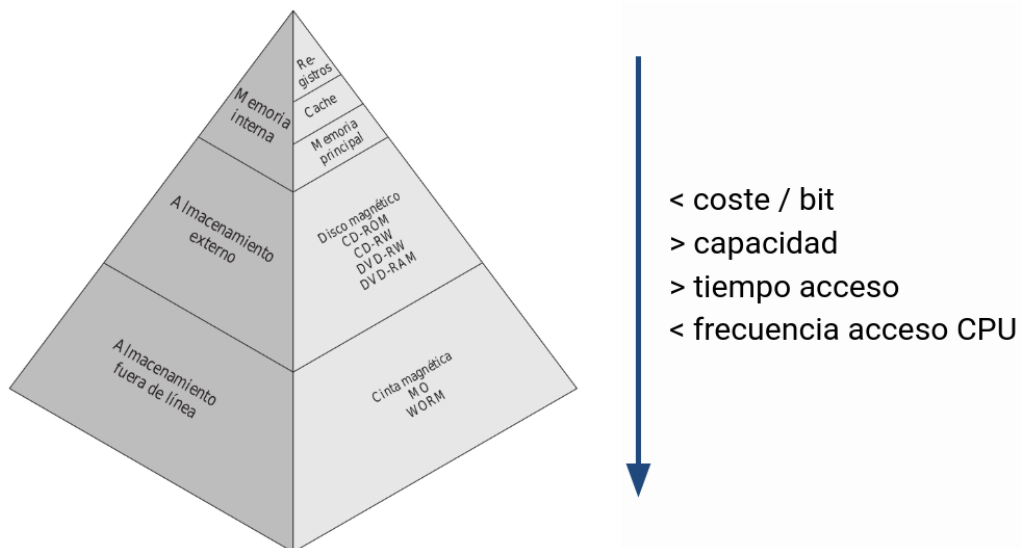 Memoria
interna
Re-
gistros
Cache
Memoria
principal
Almacenamiento
externo
Disco magnético
CD-ROM
CD-RW
DVD-RW
DVD-RAM
Almacenamiento
fuera de línea
Cinta magnética
MO
WORM
< coste / bit
> capacidad
> tiempo acceso
< frecuencia acceso CPU